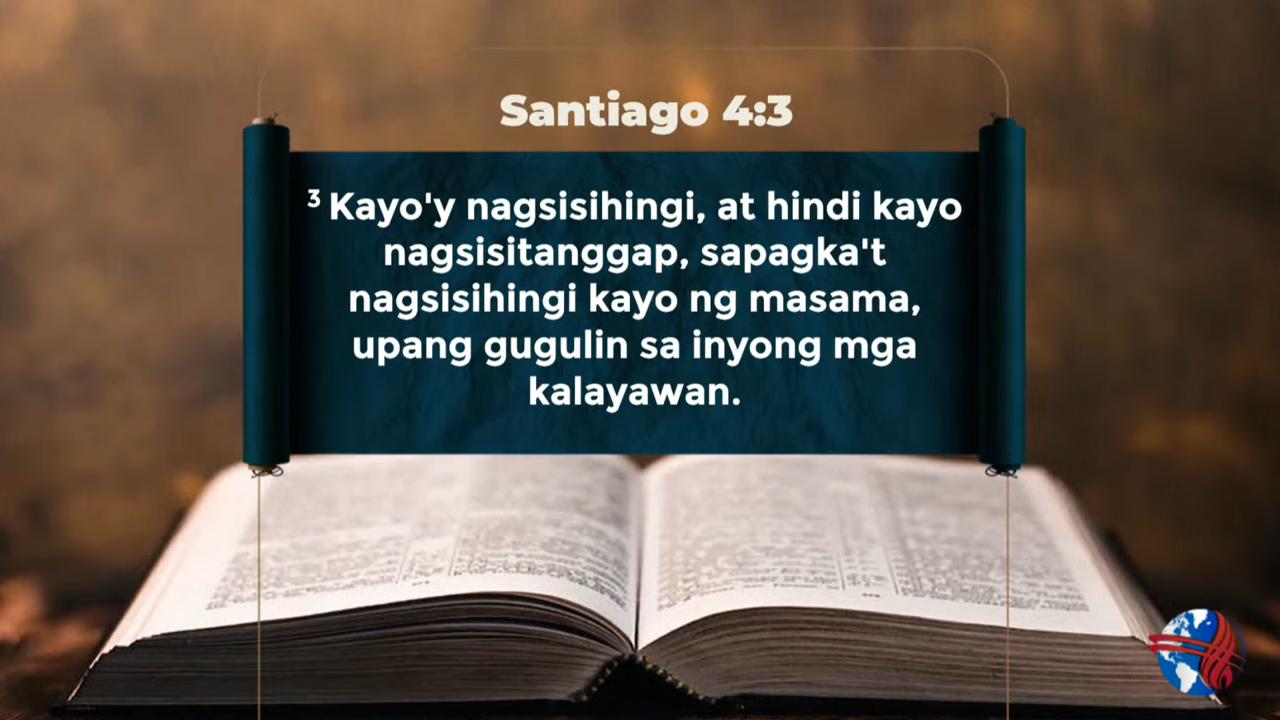 Santiago 4:3
³ Kayo'y nagsisihingi, at hindi kayo
nagsisitanggap, sapagka't
nagsisihingi kayo ng masama,
upang gugulin sa inyong mga
kalayawan.